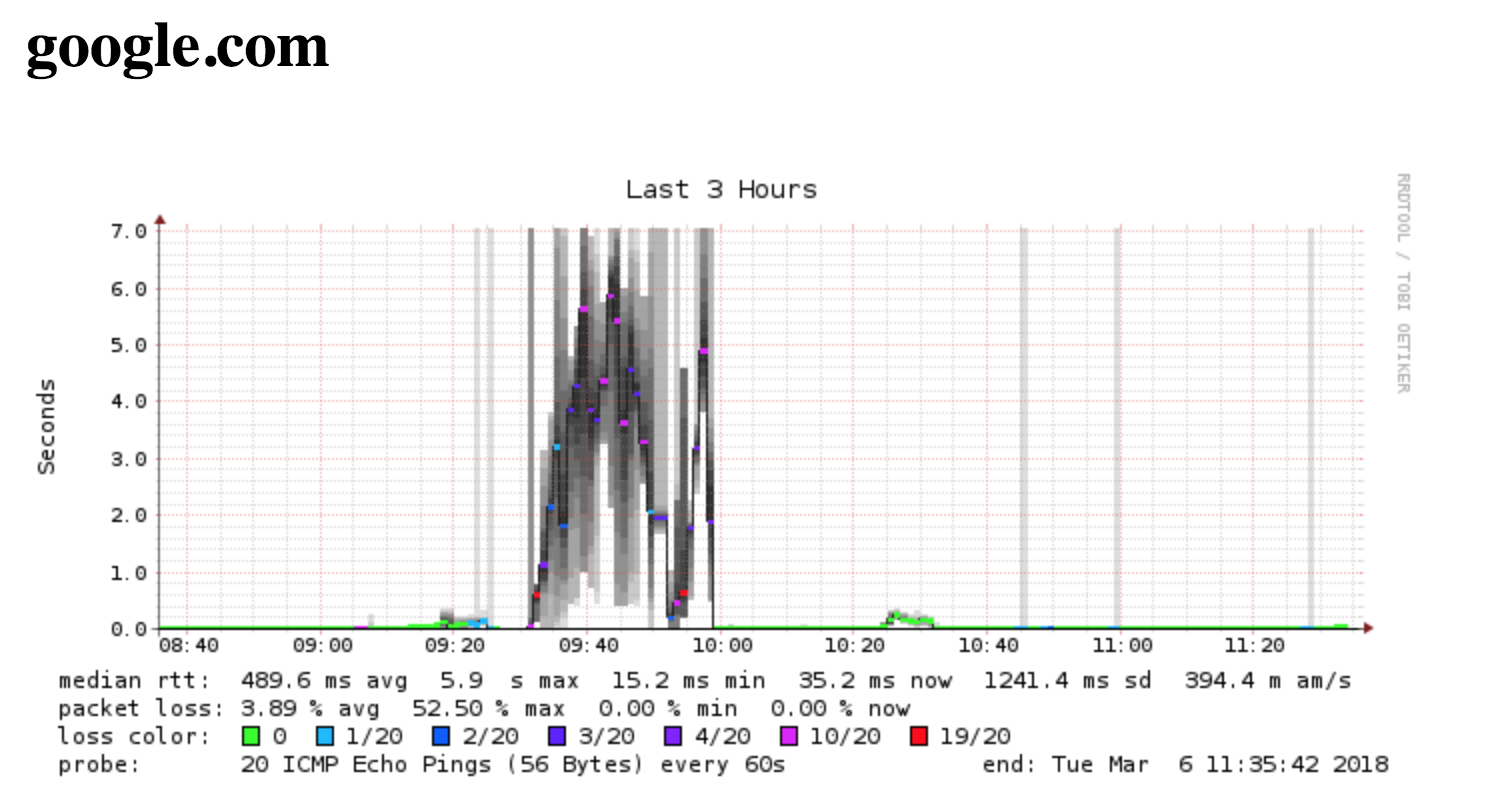 google.com
Last 3 Hours
RRDTOOL / TOBI OETIKER
Seconds
7.0
6.0
5.0
4.0
3.0
2.0
1.0
0.0
08:40 09:00 09:20 09:40 10:00 10:20 10:40 11:00 11:20
median rtt: 489.6 ms avg 5.9 s max 15.2 ms min 35.2 ms now 1241.4 ms sd 394.4 m am/s
packet loss: 3.89 % avg 52.50 % max 0.00 % min 0.00 % now
loss color: 0 1/20 2/20 3/20 4/20 10/20 19/20
probe: 20 ICMP Echo Pings (56 Bytes) every 60s end: Tue Mar 6 11:35:42 2018